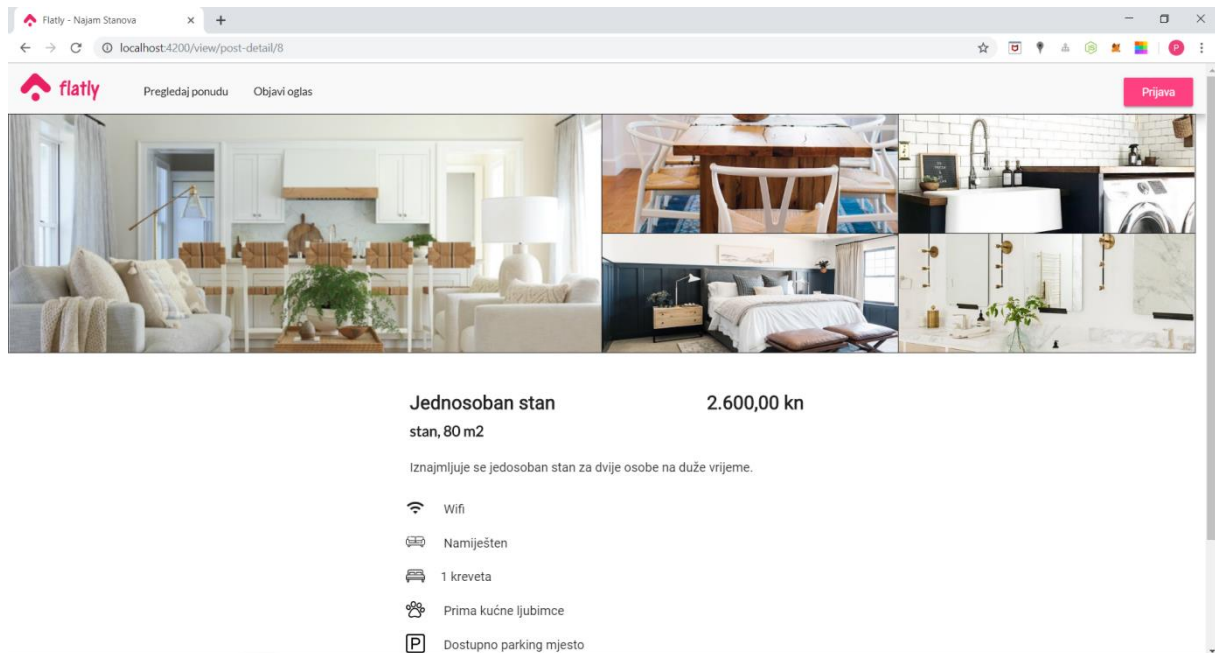 Flatly - Najam Stanova
localhost:4200/view/post-detail/8
P
flatly
Pregledaj ponudu
Objavi oglas
Prijava
Jednosoban stan
2.600,00 kn
stan, 80 m2
Iznajmljuje se jedosoban stan za dvije osobe na duže vrijeme.
Wifi
Namiješten
1 kreveta
Prima kućne ljubimce
P
Dostupno parking mjesto